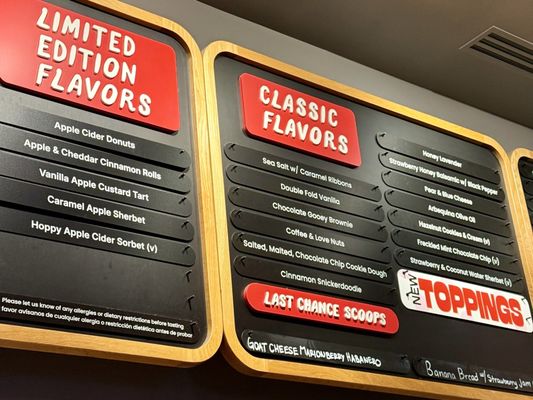 LIMITED
EDITION
FLAVORS
Apple Cider Donuts
Apple & Cheddar Cinnamon Rolls
Vanilla Apple Custard Tart
Caramel Apple Sherbet
Hoppy Apple Cider Sorbet (v)
Please let us know of any allergies or dietary restrictions before tasting
Favor avisanos de cualquier alergia o restricción dietética antes de probar
CLASSIC
FLAVORS
Sea Salt w/ Caramel Ribbons
Double Fold Vanilla
Chocolate Gooey Brownie
Coffee & Love Nuts
Salted, Malted, Chocolate Chip Cookie Dough
Cinnamon Snickerdoodle
LAST CHANCE SCOOPS
GOAT CHEESE MARIONBERRY HABANERO
Honey Lavender
Strawberry Honey Balsamic w/ Black Pepper
Pear & Blue Cheese
Arbequina Olive Oil
Hazelnut Cookies & Cream (v)
Freckled Mint Chocolate Chip (v)
Strawberry & Coconut Water Sherbet (v)
NEW TOPPINGS
BANANA BREAD w/ STRAWBERRY JAM